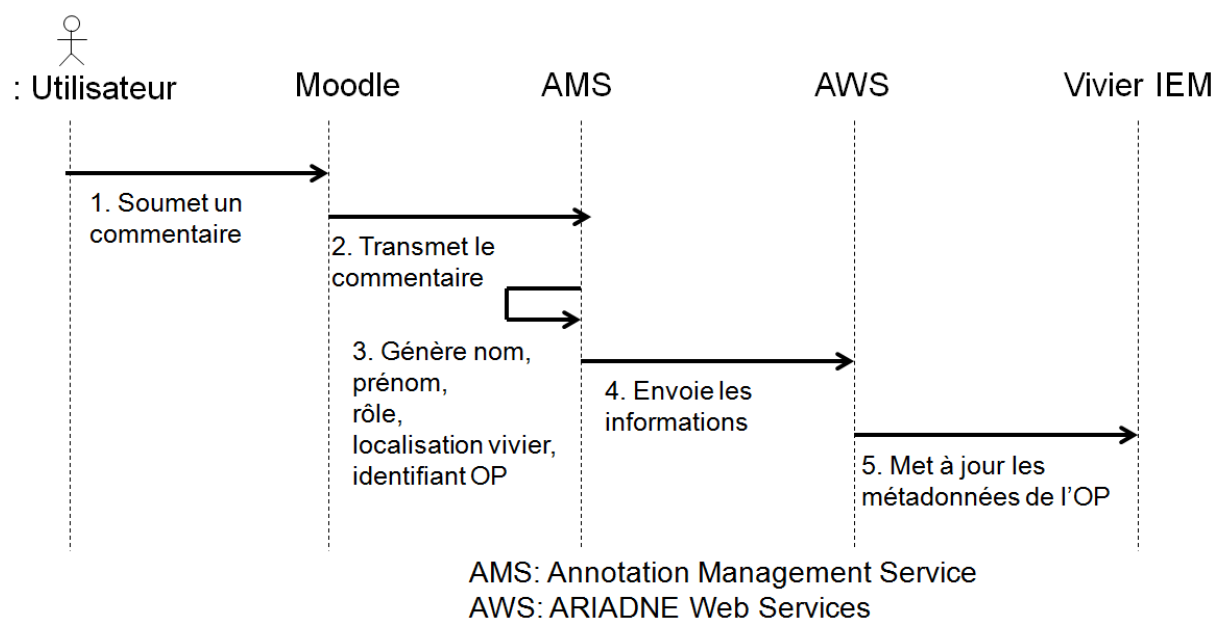 : Utilisateur
Moodle
AMS
AWS
Vivier IEM
1. Soumet un
commentaire
2. Transmet le
commentaire
3. Génère nom,
prénom,
rôle,
localisation vivier,
identifiant OP
4. Envoie les
informations
5. Met à jour les
métadonnées de l’OP
AMS: Annotation Management Service
AWS: ARIADNE Web Services